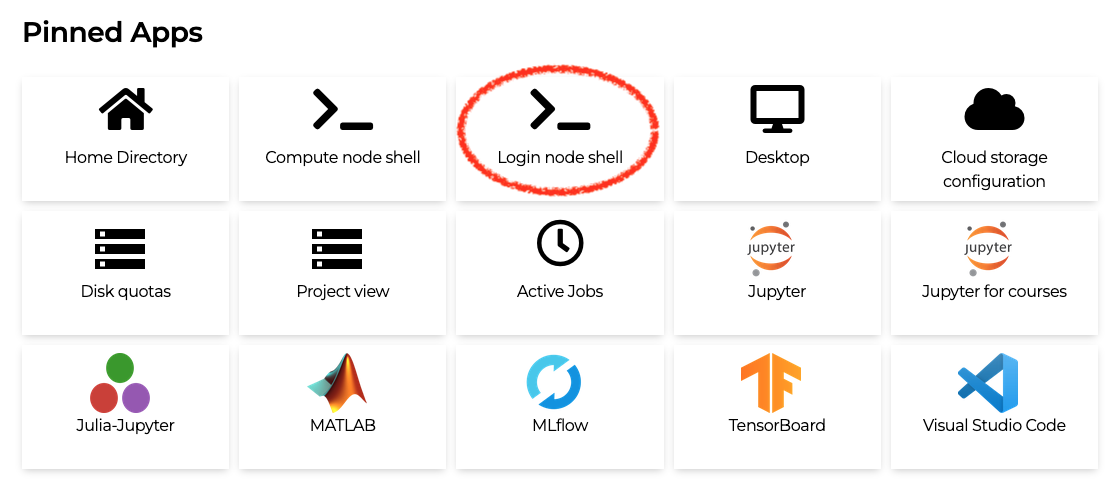 Pinned Apps
Home Directory
Compute node shell
Login node shell
Desktop
Cloud storage
configuration
Disk quotas
Project view
Active Jobs
jupyter
Jupyter
jupyter
Jupyter for courses
Julia-Jupyter
MATLAB
MLflow
TensorBoard
Visual Studio Code